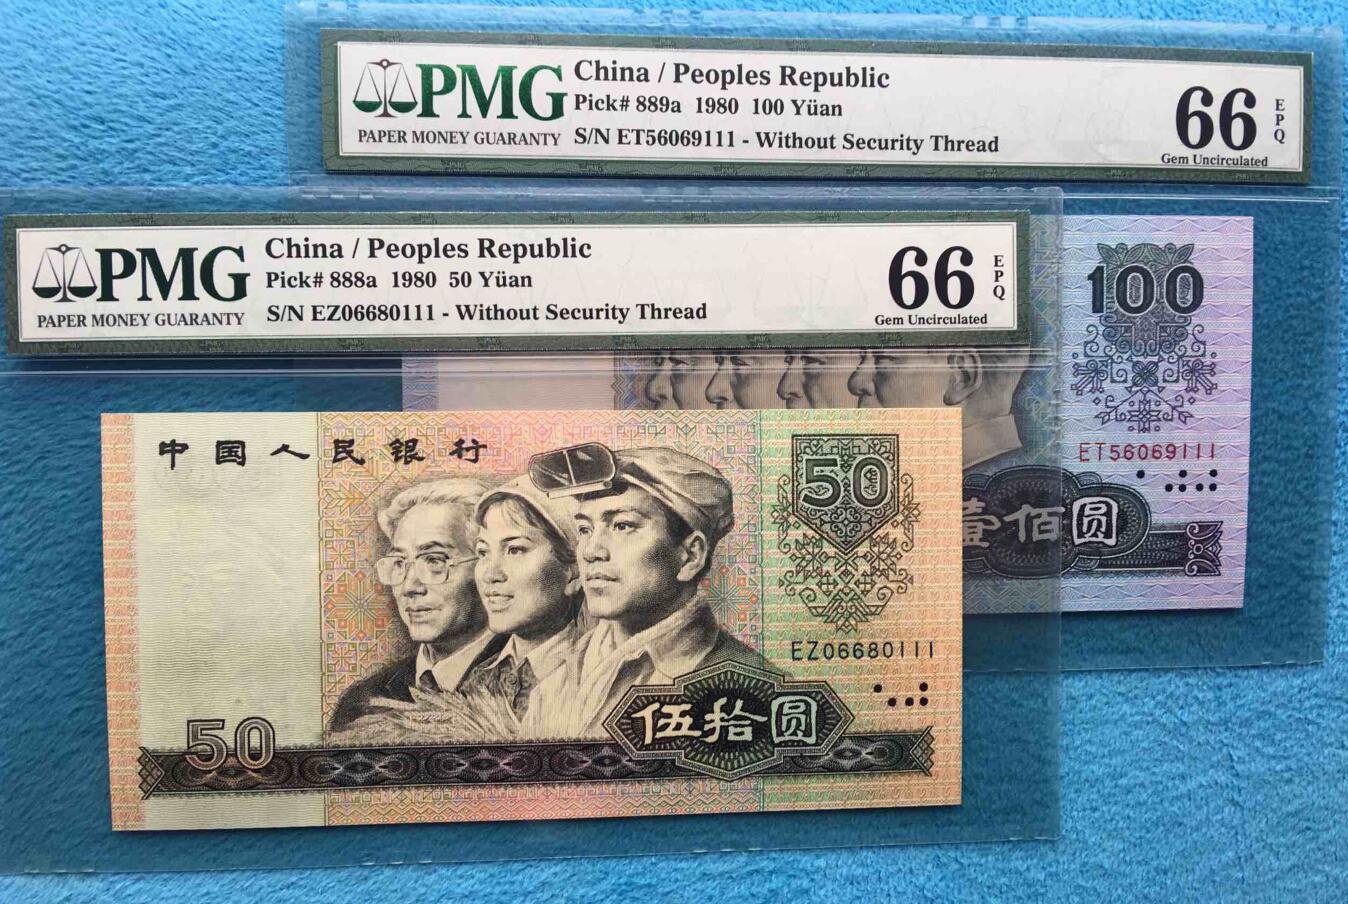 PMG
PAPER MONEY GUARANTY
China / Peoples Republic
Pick# 889a 1980 100 Yüan
S/N ET56069111 - Without Security Thread
66
EPQ
Gem Uncirculated
PMG
PAPER MONEY GUARANTY
China / Peoples Republic
Pick# 888a 1980 50 Yüan
S/N EZ06680111 - Without Security Thread
66
EPQ
Gem Uncirculated
100
ET56069111
壹佰圆
中国人民银行
50
EZ06680111
伍拾圆
50